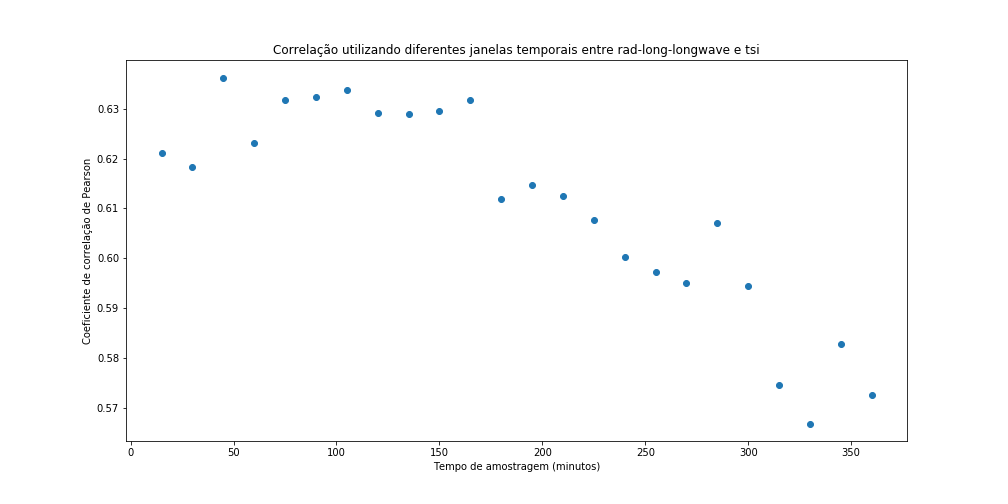 Correlação utilizando diferentes janelas temporais entre rad-long-longwave e tsi
Coeficiente de correlação de Pearson
0.63
0.62
0.61
0.60
0.59
0.58
0.57
0 50 100 150 200 250 300 350
Tempo de amostragem (minutos)